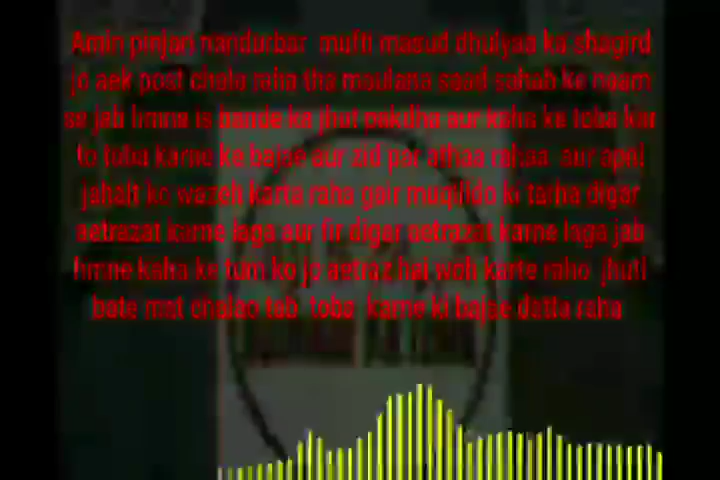 Amin pinjari nandurbar mufti masud dhulyaa ka shagird
jo aek post chala raha tha maulana saad sahab ke naam
se jab hmne is bande ka jhut pakdha aur kaha ke toba kar
to toba karne ke bajae aur zid par athaa rahaa aur apni
jahalt ko wazeh karta raha gair muqllido ki tarha digar
aetrazat karne laga aur fir digar aetrazat karne laga jab
hmne kaha ke tum ko jo aetraz hai woh karte raho jhuti
bate mat chalao tab toba karne ki bajae datta raha